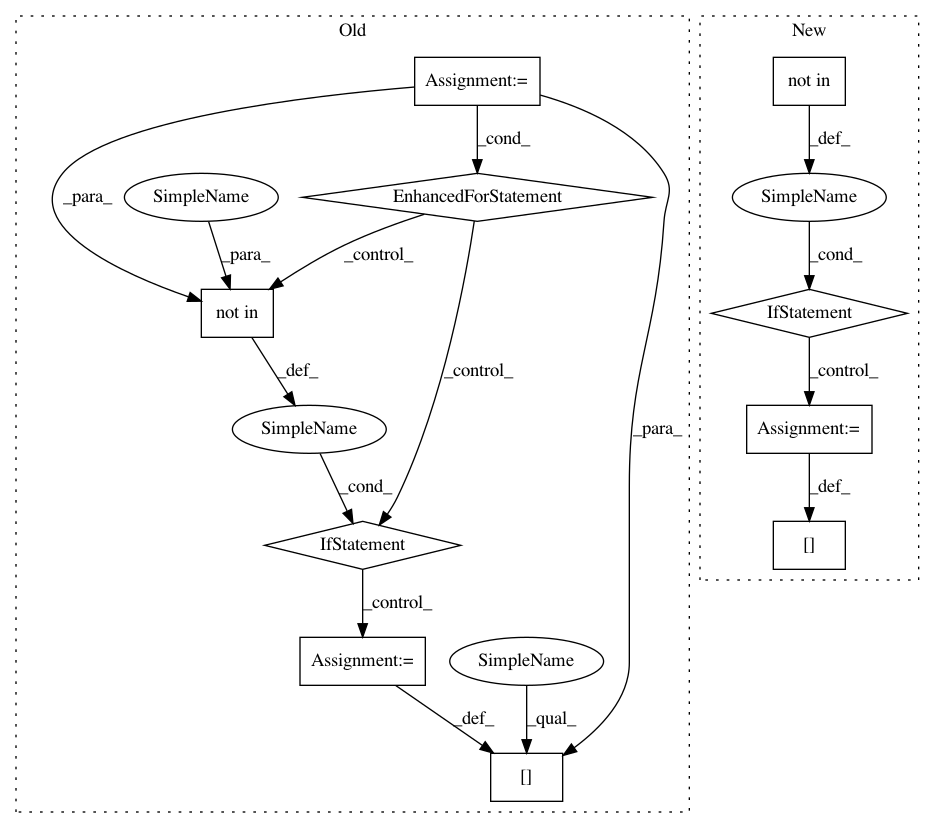 Old
New
Assignment:=
not in
_cond_
_def_
_para_
SimpleName
EnhancedForStatement
SimpleName
_para_
_control_
_cond_
not in
IfStatement
_def_
_control_
_control_
SimpleName
_para_
Assignment:=
_cond_
_def_
IfStatement
[]
_control_
Assignment:=
SimpleName
_def_
_qual_
[]